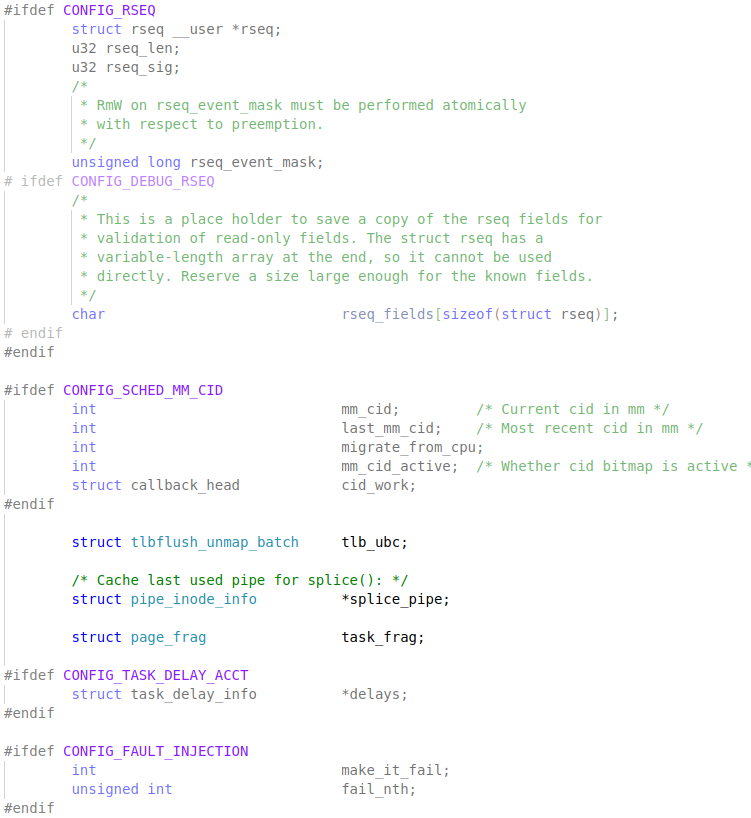 #ifdef CONFIG_RSEQ
struct rseq __user *rseq;
u32 rseq_len;
u32 rseq_sig;
/*
* RmW on rseq_event_mask must be performed atomically
* with respect to preemption.
*/
unsigned long rseq_event_mask;
# ifdef CONFIG_DEBUG_RSEQ
/*
* This is a place holder to save a copy of the rseq fields for
* validation of read-only fields. The struct rseq has a
* variable-length array at the end, so it cannot be used
* directly. Reserve a size large enough for the known fields.
*/
char rseq_fields[sizeof(struct rseq)];
# endif
#endif
#ifdef CONFIG_SCHED_MM_CID
int mm_cid; /* Current cid in mm */
int last_mm_cid; /* Most recent cid in mm */
int migrate_from_cpu;
int mm_cid_active; /* Whether cid bitmap is active *
struct callback_head cid_work;
#endif
struct tlbflush_unmap_batch tlb_ubc;
/* Cache last used pipe for splice(): */
struct pipe_inode_info *splice_pipe;
struct page_frag task_frag;
#ifdef CONFIG_TASK_DELAY_ACCT
struct task_delay_info *delays;
#endif
#ifdef CONFIG_FAULT_INJECTION
int make_it_fail;
unsigned int fail_nth;
#endif